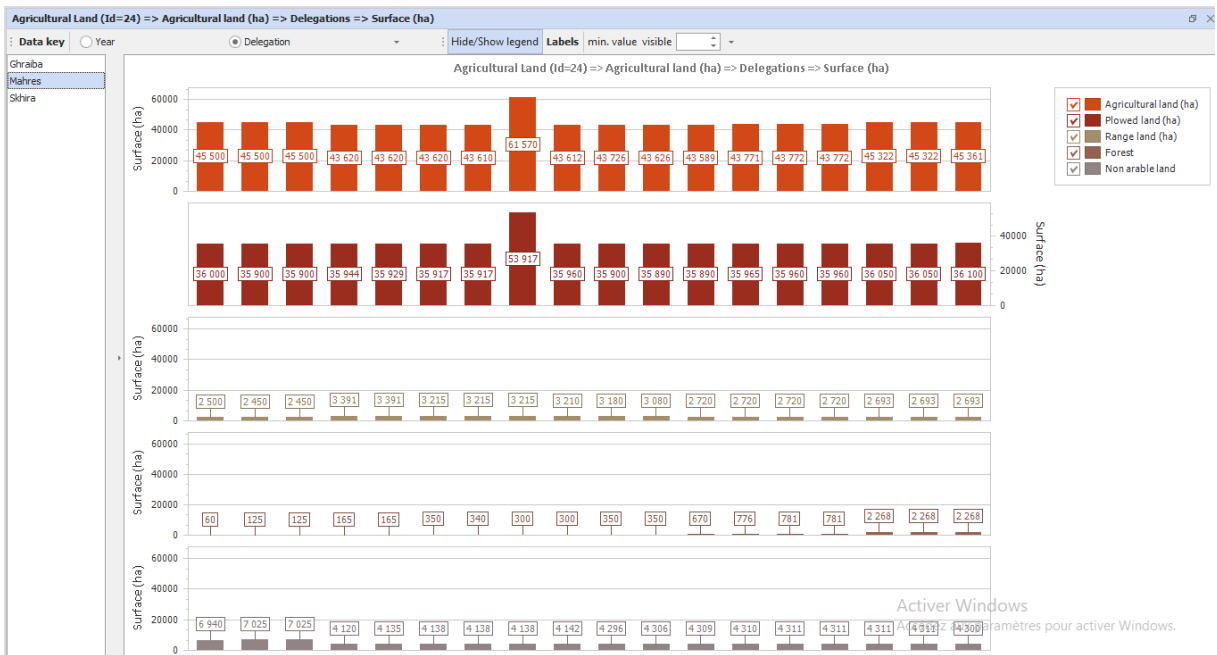 Agricultural Land (Id=24) => Agricultural land (ha) => Delegations => Surface (ha)
Data key Year Delegation Hide/Show legend Labels min. value visible
Ghraiba
Mahres
Skhira
Agricultural Land (Id=24) => Agricultural land (ha) => Delegations => Surface (ha)
Agricultural land (ha)
Plowed land (ha)
Range land (ha)
Forest
Non arable land
Surface (ha)
60000
40000
20000
0
45 500 45 500 45 500 43 620 43 620 43 620 43 610 61 570 43 612 43 726 43 626 43 589 43 771 43 772 43 772 45 322 45 322 45 361
Surface (ha)
40000
20000
0
36 000 35 900 35 900 35 944 35 929 35 917 35 917 53 917 35 960 35 900 35 890 35 890 35 965 35 960 35 960 36 050 36 050 36 100
Surface (ha)
60000
40000
20000
0
2 500 2 450 2 450 3 391 3 391 3 215 3 215 3 215 3 210 3 180 3 080 2 720 2 720 2 720 2 720 2 693 2 693 2 693
Surface (ha)
60000
40000
20000
0
60 125 125 165 165 350 340 300 300 350 350 670 776 781 781 2 268 2 268 2 268
Surface (ha)
60000
40000
20000
0
6 940 7 025 7 025 4 120 4 135 4 138 4 138 4 138 4 142 4 296 4 306 4 309 4 310 4 311 4 311 4 311 4 311 4 300
Activer Windows
paramètres pour activer Windows.